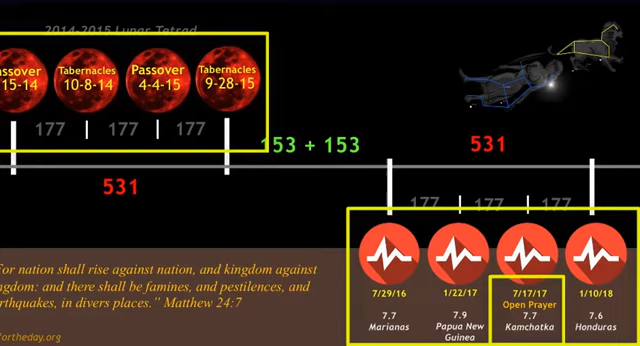 2014-2015 Lunar Tetrad
assover
Tabernacles
Passover
Tabernacles
15-14
10-8-14
4-4-15
9-28-15
177
177
177
153 + 153
531
531
177
177
177
For nation shall rise against nation, and kingdom against
ngdom: and there shall be famines, and pestilences, and
rthquakes, in divers places.” Matthew 24:7
fortheday.org
7/29/16
1/22/17
7/17/17
1/10/18
Open Prayer
7.7
7.9
7.7
7.6
Marianas
Papua New
Guinea
Kamchatka
Honduras